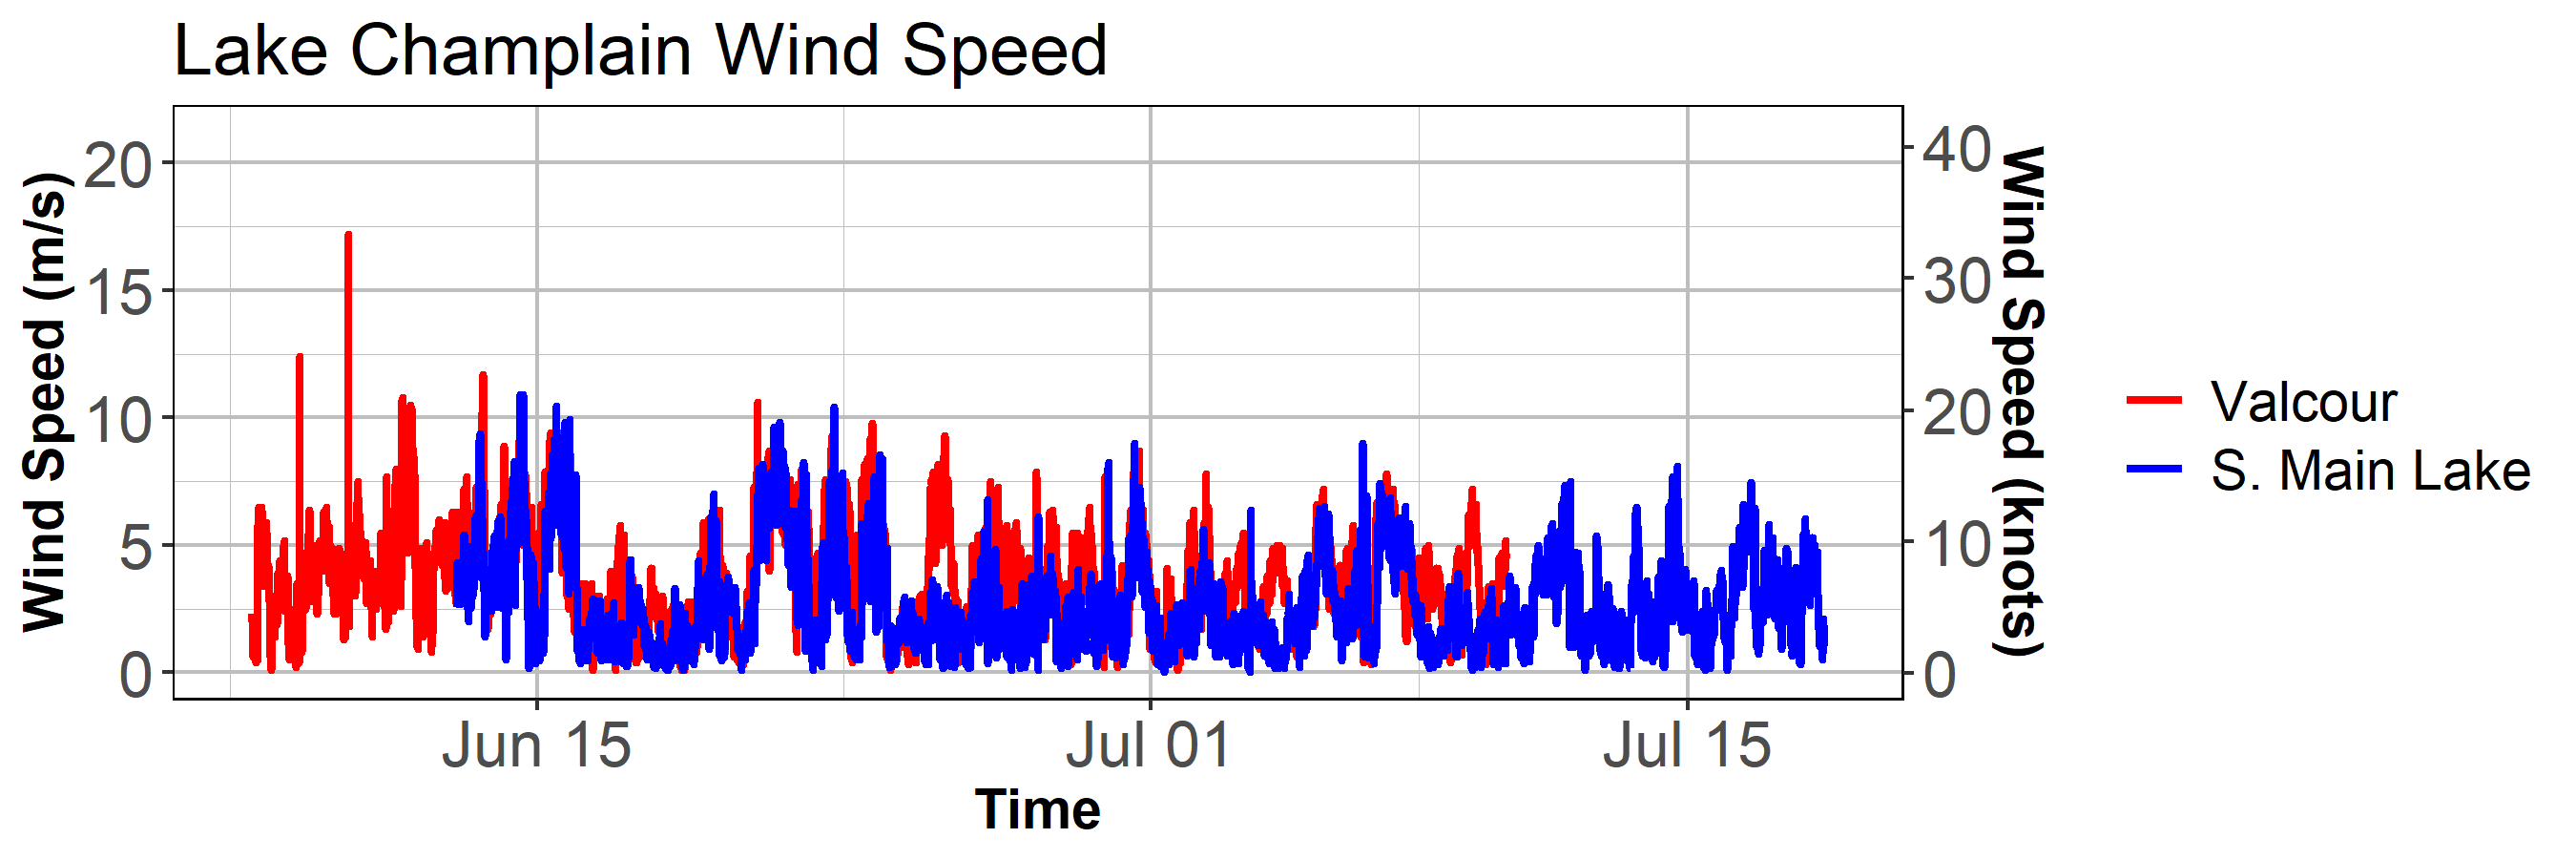 Lake Champlain Wind Speed
Wind Speed (m/s)
20
15
10
5
0
40
30
20
10
0
Wind Speed (knots)
Jun 15
Jul 01
Jul 15
Time
Valcour
S. Main Lake